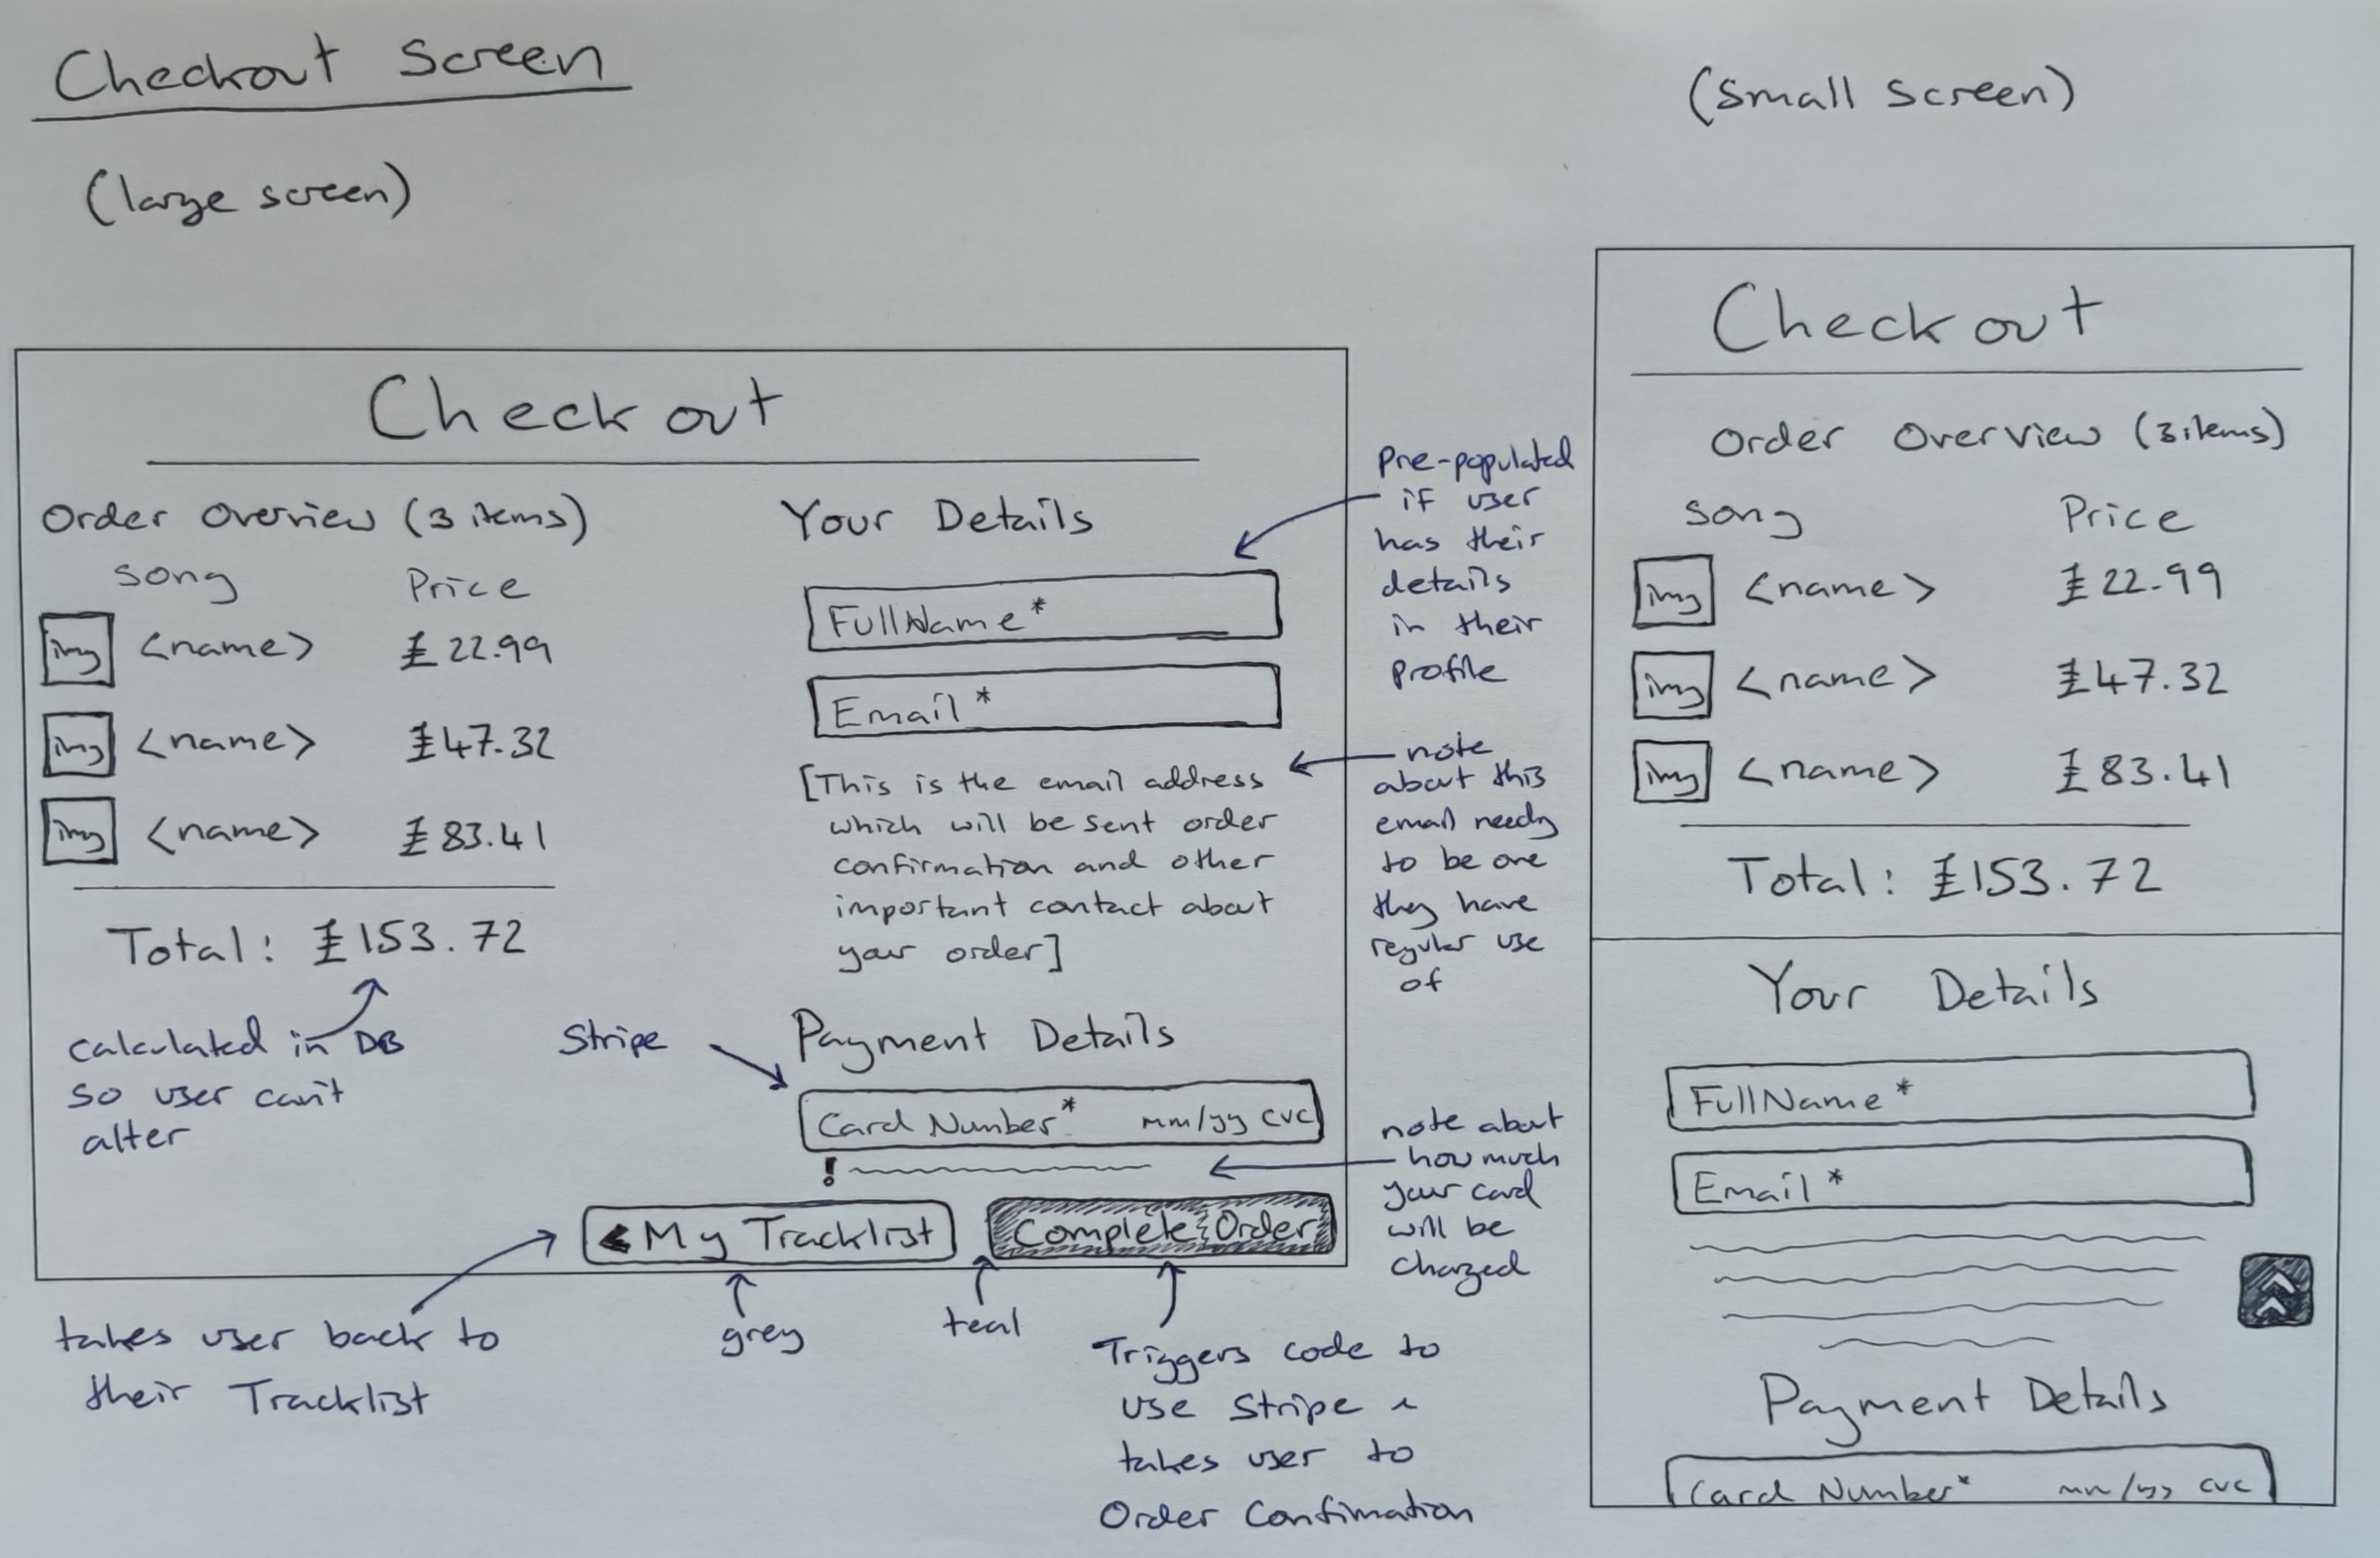 Checkout Screen
(large screen)
Checkout
Order Overview (3 items)
Song Price
img <name> £22.99
img <name> £47.32
img <name> £83.41
Total: £153.72
calculated in DB
so user can't
alter
Your Details
FullName*
Email*
[This is the email address
which will be sent order
confirmation and other
important contact about
your order]
Stripe
Payment Details
Card Number* mm/yy cvc
!
< My Tracklist
Complete Order
pre-populated
if user
has their
details
in their
profile
note
about this
email needs
to be one
they have
regular use
of
note about
how much
your card
will be
charged
takes user back to
their Tracklist
grey
teal
Triggers code to
use Stripe &
takes user to
Order Confimation
(small screen)
Checkout
Order Overview (3 items)
Song Price
img <name> £22.99
img <name> £47.32
img <name> £83.41
Total: £153.72
Your Details
FullName*
Email*
Payment Details
Card Number* mm/yy cvc